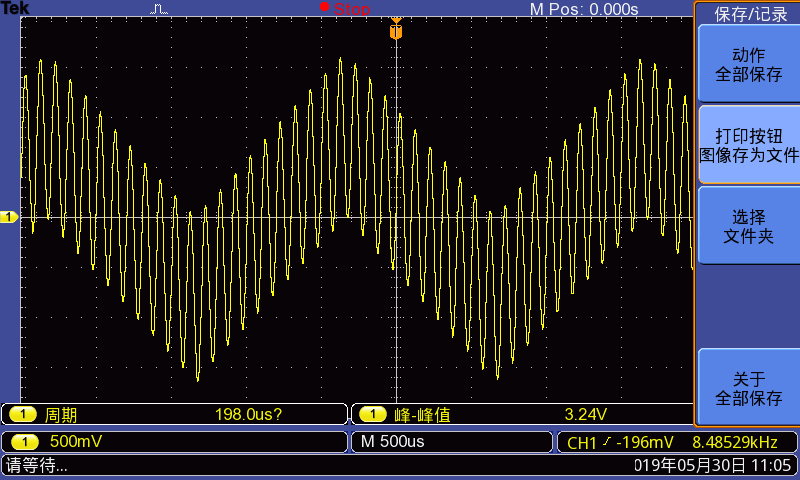 Tek
Stop
M Pos: 0.000s
保存/记录
动作
全部保存
打印按钮
图像存为文件
选择
文件夹
关于
全部保存
1
1 周期 198.0us?
1 峰-峰值 3.24V
1 500mV
M 500us
CH1 -196mV 8.48529kHz
请等待...
019年05月30日 11:05